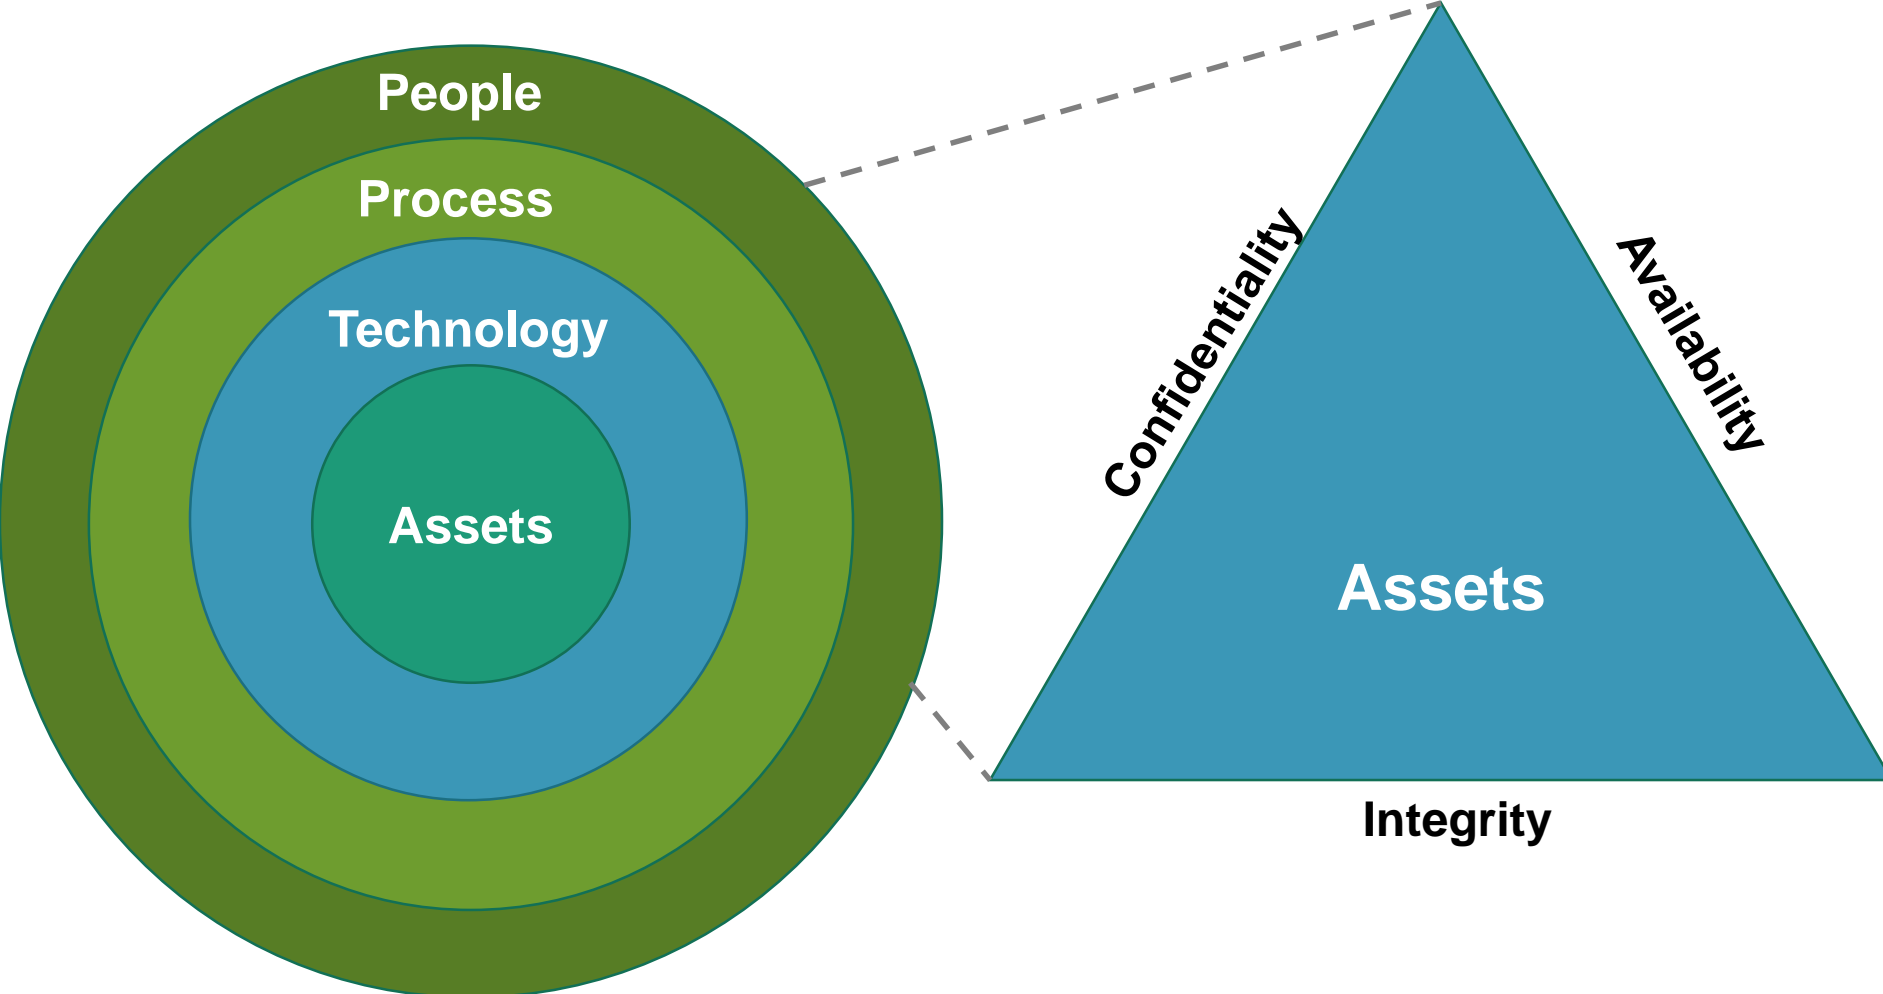 People
Process
Technology
Assets
Confidentiality
Availability
Assets
Integrity